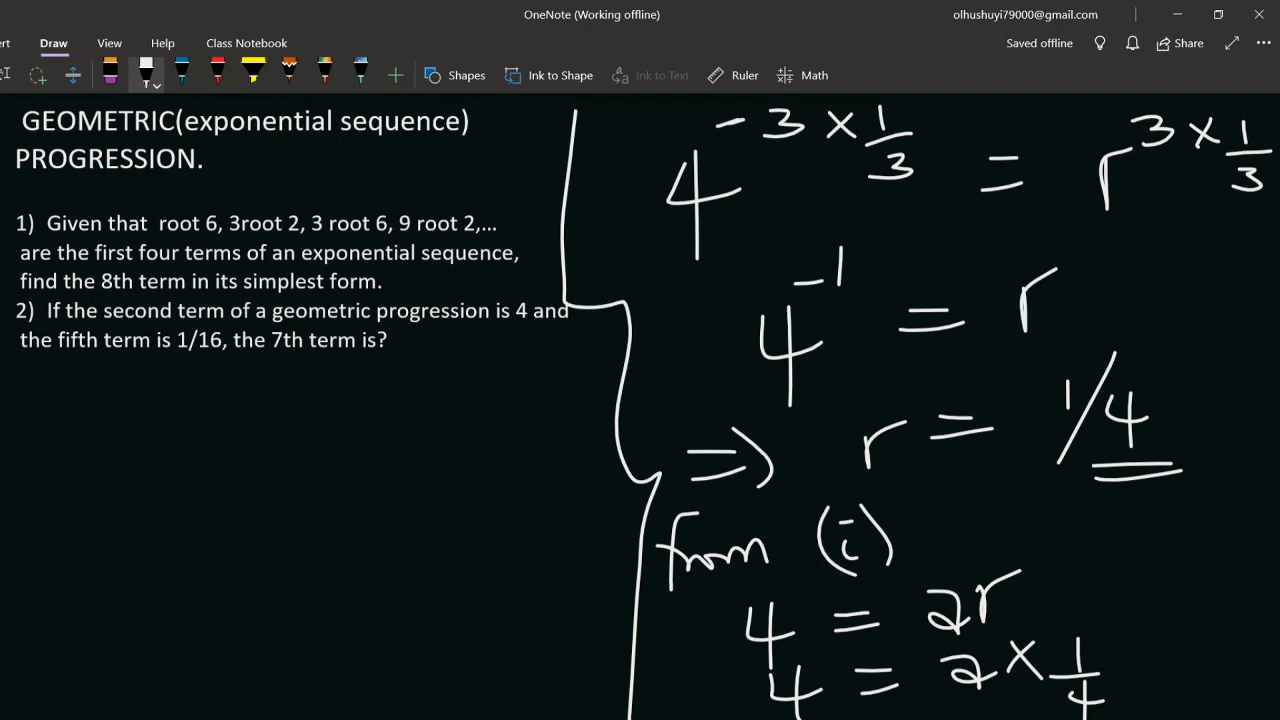 OneNote (Working offline)
olhushuyi79000@gmail.com
ert Draw View Help Class Notebook
Saved offline
Share
Shapes
Ink to Shape
Ink to Text
Ruler
Math
GEOMETRIC(exponential sequence)
PROGRESSION.
1) Given that root 6, 3root 2, 3 root 6, 9 root 2,...
are the first four terms of an exponential sequence,
find the 8th term in its simplest form.
2) If the second term of a geometric progression is 4 and
the fifth term is 1/16, the 7th term is?
4^{-3 × 1/3} = r^{3 × 1/3}
4^{-1} = r
=> r = 1/4
from (i)
4 = ar
4 = a × 1/4